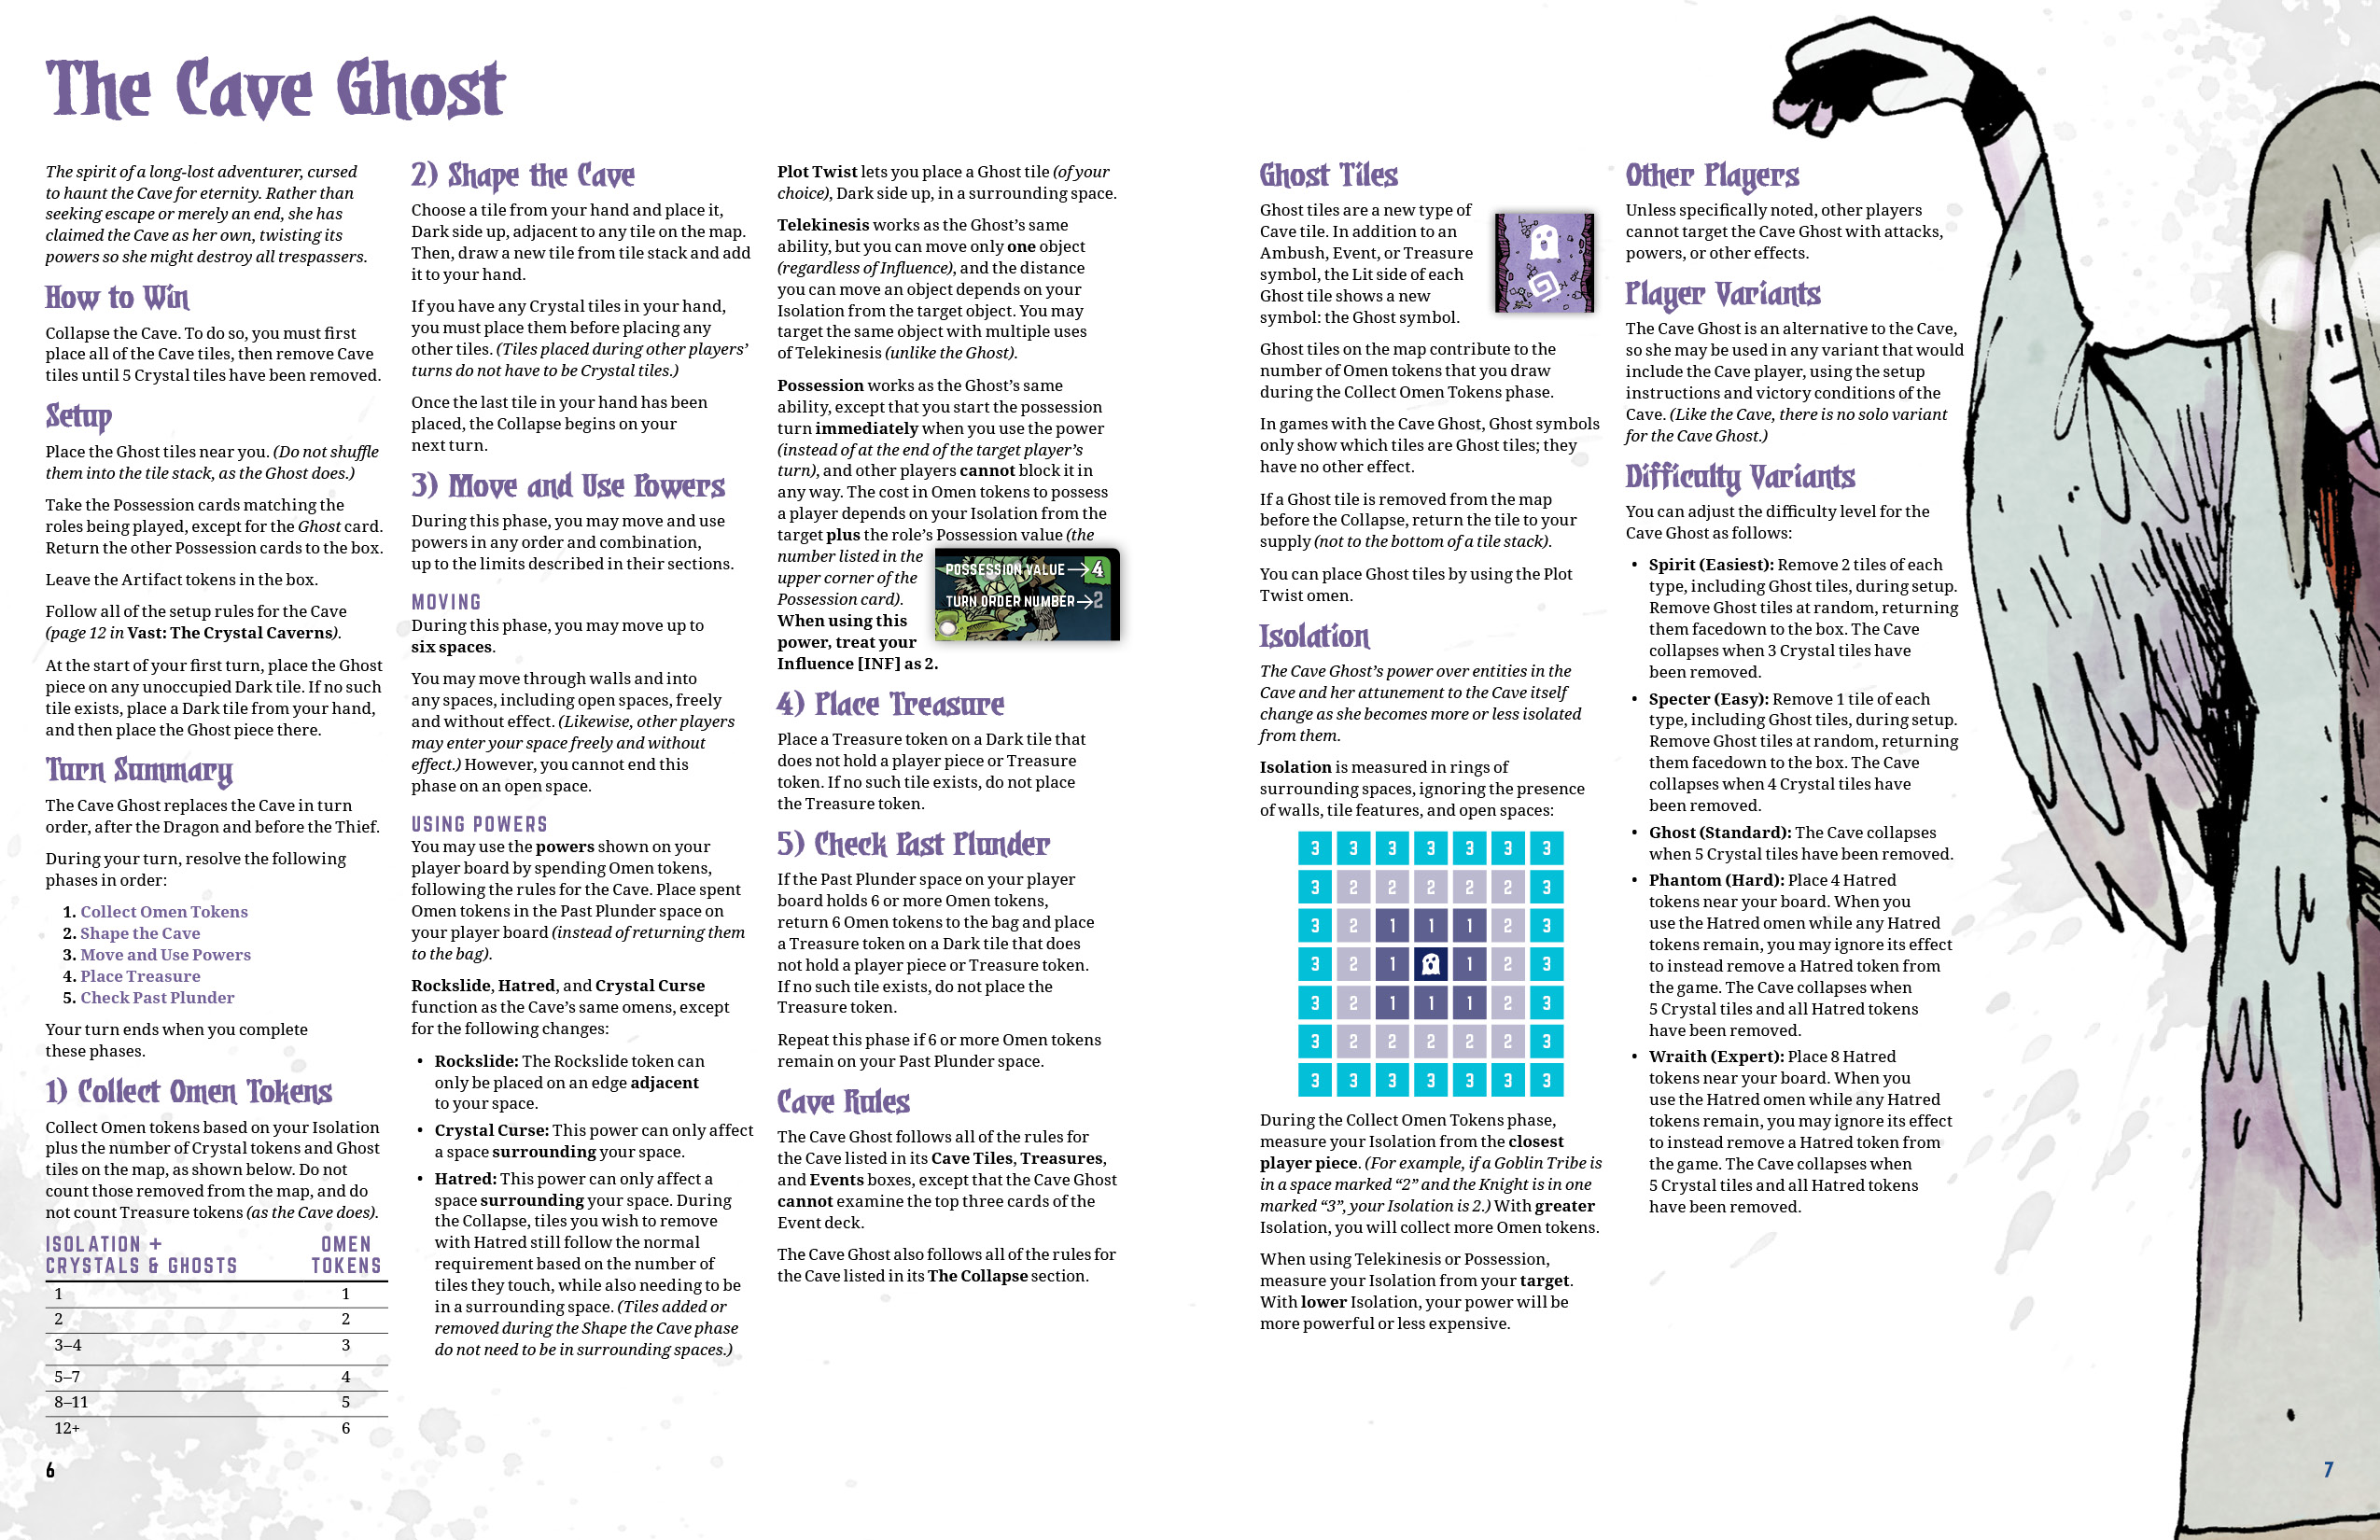 The Cave Ghost
The spirit of a long-lost adventurer, cursed
to haunt the Cave for eternity. Rather than
seeking escape or merely an end, she has
claimed the Cave as her own, twisting its
powers so she might destroy all trespassers.
How to Win
Collapse the Cave. To do so, you must first
place all of the Cave tiles, then remove Cave
tiles until 5 Crystal tiles have been removed.
Setup
Place the Ghost tiles near you. (Do not shuffle
them into the tile stack, as the Ghost does.)
Take the Possession cards matching the
roles being played, except for the Ghost card.
Return the other Possession cards to the box.
Leave the Artifact tokens in the box.
Follow all of the setup rules for the Cave
(page 12 in Vast: The Crystal Caverns).
At the start of your first turn, place the Ghost
piece on any unoccupied Dark tile. If no such
tile exists, place a Dark tile from your hand,
and then place the Ghost piece there.
Turn Summary
The Cave Ghost replaces the Cave in turn
order, after the Dragon and before the Thief.
During your turn, resolve the following
phases in order:
1. Collect Omen Tokens
2. Shape the Cave
3. Move and Use Powers
4. Place Treasure
5. Check Past Plunder
Your turn ends when you complete
these phases.
1) Collect Omen Tokens
Collect Omen tokens based on your Isolation
plus the number of Crystal tokens and Ghost
tiles on the map, as shown below. Do not
count those removed from the map, and do
not count Treasure tokens (as the Cave does).
ISOLATION + OMEN
CRYSTALS & GHOSTS TOKENS
1 1
2 2
3–4 3
5–7 4
8–11 5
12+ 6
6
2) Shape the Cave
Choose a tile from your hand and place it,
Dark side up, adjacent to any tile on the map.
Then, draw a new tile from tile stack and add
it to your hand.
If you have any Crystal tiles in your hand,
you must place them before placing any
other tiles. (Tiles placed during other players’
turns do not have to be Crystal tiles.)
Once the last tile in your hand has been
placed, the Collapse begins on your
next turn.
3) Move and Use Powers
During this phase, you may move and use
powers in any order and combination,
up to the limits described in their sections.
MOVING
During this phase, you may move up to
six spaces.
You may move through walls and into
any spaces, including open spaces, freely
and without effect. (Likewise, other players
may enter your space freely and without
effect.) However, you cannot end this
phase on an open space.
USING POWERS
You may use the powers shown on your
player board by spending Omen tokens,
following the rules for the Cave. Place spent
Omen tokens in the Past Plunder space on
your player board (instead of returning them
to the bag).
Rockslide, Hatred, and Crystal Curse
function as the Cave’s same omens, except
for the following changes:
• Rockslide: The Rockslide token can
only be placed on an edge adjacent
to your space.
• Crystal Curse: This power can only affect
a space surrounding your space.
• Hatred: This power can only affect a
space surrounding your space. During
the Collapse, tiles you wish to remove
with Hatred still follow the normal
requirement based on the number of
tiles they touch, while also needing to be
in a surrounding space. (Tiles added or
removed during the Shape the Cave phase
do not need to be in surrounding spaces.)
Plot Twist lets you place a Ghost tile (of your
choice), Dark side up, in a surrounding space.
Telekinesis works as the Ghost’s same
ability, but you can move only one object
(regardless of Influence), and the distance
you can move an object depends on your
Isolation from the target object. You may
target the same object with multiple uses
of Telekinesis (unlike the Ghost).
Possession works as the Ghost’s same
ability, except that you start the possession
turn immediately when you use the power
(instead of at the end of the target player’s
turn), and other players cannot block it in
any way. The cost in Omen tokens to possess
a player depends on your Isolation from the
target plus the role’s Possession value (the
number listed in the
upper corner of the
Possession card).
When using this
power, treat your
Influence [INF] as 2.
POSSESSION VALUE→4
TURN ORDER NUMBER→2
4) Place Treasure
Place a Treasure token on a Dark tile that
does not hold a player piece or Treasure
token. If no such tile exists, do not place
the Treasure token.
5) Check Past Plunder
If the Past Plunder space on your player
board holds 6 or more Omen tokens,
return 6 Omen tokens to the bag and place
a Treasure token on a Dark tile that does
not hold a player piece or Treasure token.
If no such tile exists, do not place the
Treasure token.
Repeat this phase if 6 or more Omen tokens
remain on your Past Plunder space.
Cave Rules
The Cave Ghost follows all of the rules for
the Cave listed in its Cave Tiles, Treasures,
and Events boxes, except that the Cave Ghost
cannot examine the top three cards of the
Event deck.
The Cave Ghost also follows all of the rules for
the Cave listed in its The Collapse section.
Ghost Tiles
Ghost tiles are a new type of
Cave tile. In addition to an
Ambush, Event, or Treasure
symbol, the Lit side of each
Ghost tile shows a new
symbol: the Ghost symbol.
Ghost tiles on the map contribute to the
number of Omen tokens that you draw
during the Collect Omen Tokens phase.
In games with the Cave Ghost, Ghost symbols
only show which tiles are Ghost tiles; they
have no other effect.
If a Ghost tile is removed from the map
before the Collapse, return the tile to your
supply (not to the bottom of a tile stack).
You can place Ghost tiles by using the Plot
Twist omen.
Isolation
The Cave Ghost’s power over entities in the
Cave and her attunement to the Cave itself
change as she becomes more or less isolated
from them.
Isolation is measured in rings of
surrounding spaces, ignoring the presence
of walls, tile features, and open spaces:
3 3 3 3 3 3 3
3 2 2 2 2 2 3
3 2 1 1 1 2 3
3 2 1 1 2 3
3 2 1 1 1 2 3
3 2 2 2 2 2 3
3 3 3 3 3 3 3
During the Collect Omen Tokens phase,
measure your Isolation from the closest
player piece. (For example, if a Goblin Tribe is
in a space marked “2” and the Knight is in one
marked “3”, your Isolation is 2.) With greater
Isolation, you will collect more Omen tokens.
When using Telekinesis or Possession,
measure your Isolation from your target.
With lower Isolation, your power will be
more powerful or less expensive.
Other Players
Unless specifically noted, other players
cannot target the Cave Ghost with attacks,
powers, or other effects.
Player Variants
The Cave Ghost is an alternative to the Cave,
so she may be used in any variant that would
include the Cave player, using the setup
instructions and victory conditions of the
Cave. (Like the Cave, there is no solo variant
for the Cave Ghost.)
Difficulty Variants
You can adjust the difficulty level for the
Cave Ghost as follows:
• Spirit (Easiest): Remove 2 tiles of each
type, including Ghost tiles, during setup.
Remove Ghost tiles at random, returning
them facedown to the box. The Cave
collapses when 3 Crystal tiles have
been removed.
• Specter (Easy): Remove 1 tile of each
type, including Ghost tiles, during setup.
Remove Ghost tiles at random, returning
them facedown to the box. The Cave
collapses when 4 Crystal tiles have
been removed.
• Ghost (Standard): The Cave collapses
when 5 Crystal tiles have been removed.
• Phantom (Hard): Place 4 Hatred
tokens near your board. When you
use the Hatred omen while any Hatred
tokens remain, you may ignore its effect
to instead remove a Hatred token from
the game. The Cave collapses when
5 Crystal tiles and all Hatred tokens
have been removed.
• Wraith (Expert): Place 8 Hatred
tokens near your board. When you
use the Hatred omen while any Hatred
tokens remain, you may ignore its effect
to instead remove a Hatred token from
the game. The Cave collapses when
5 Crystal tiles and all Hatred tokens
have been removed.
7